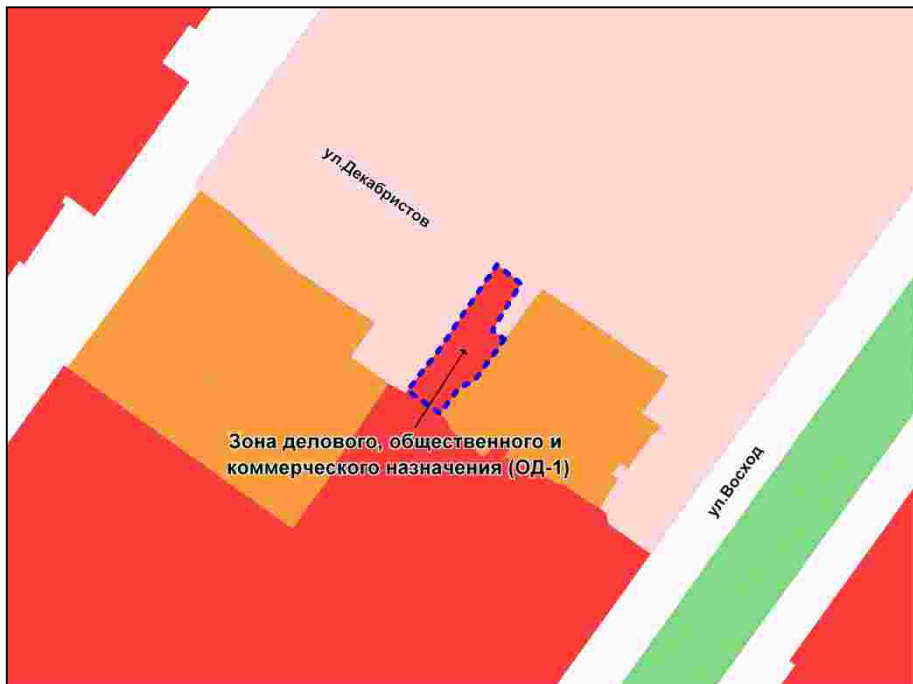 ул.Декабристов
Зона делового, общественного и
коммерческого назначения (ОД-1)
ул.Восход